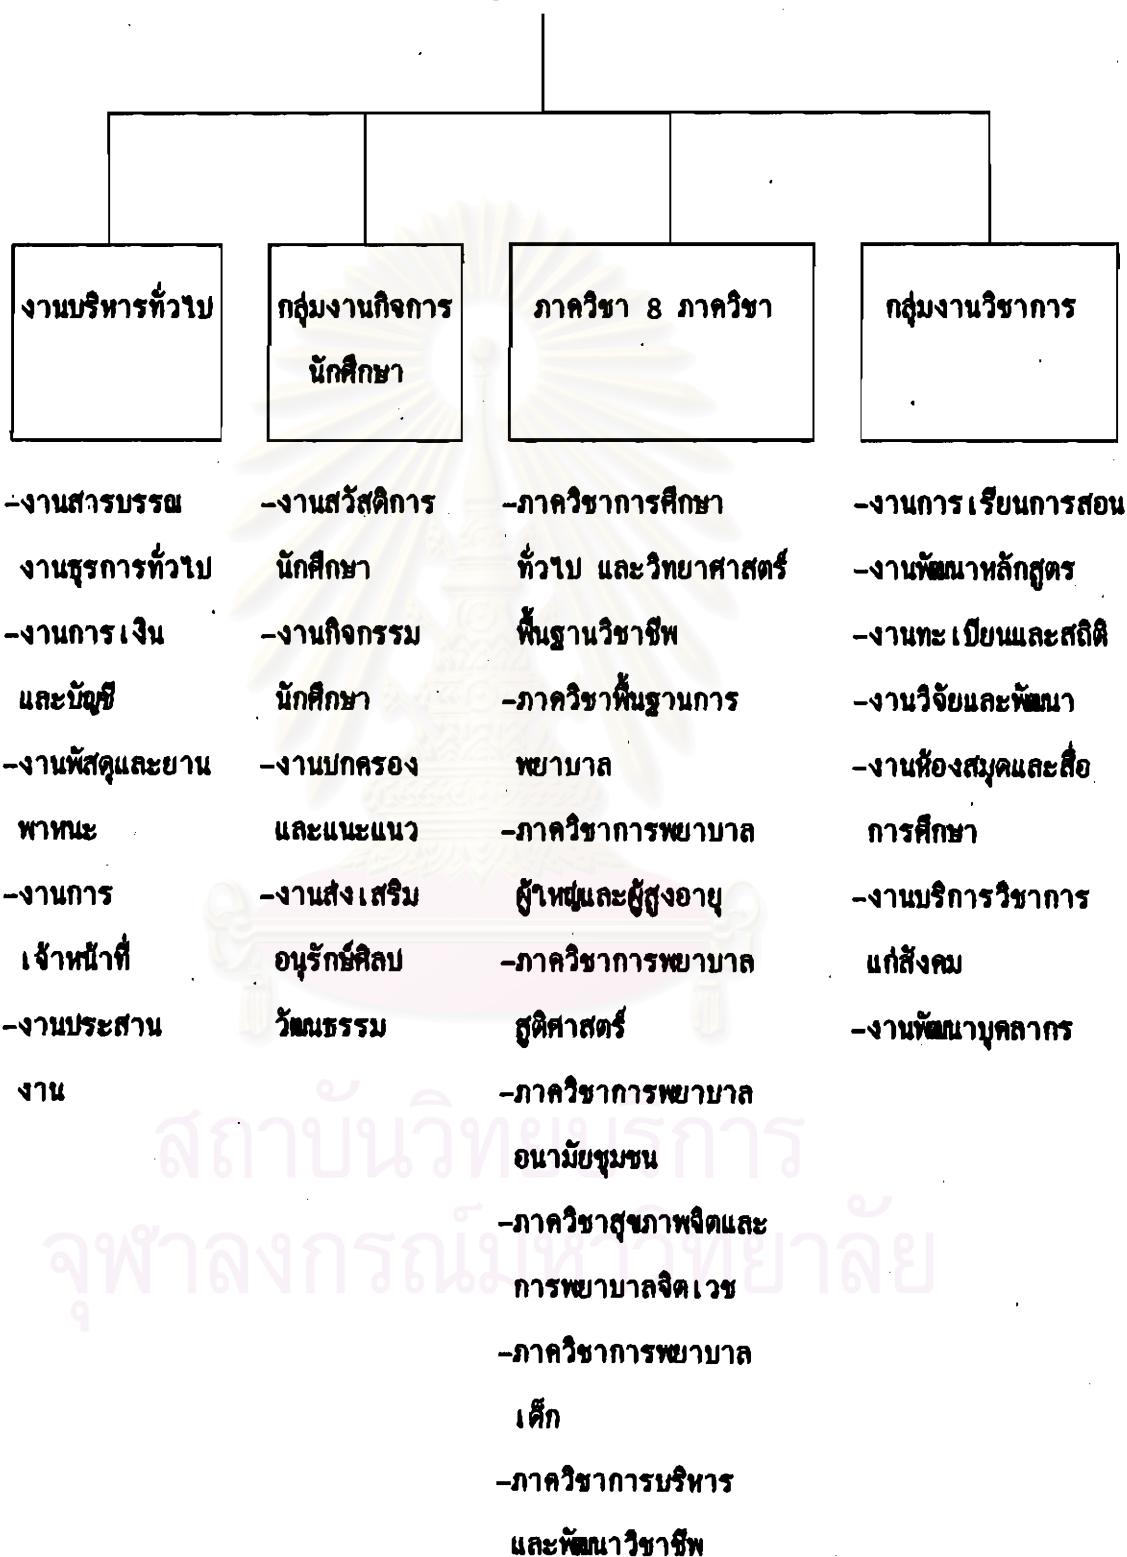 งานบริหารทั่วไป
กลุ่มงานกิจการ
นักศึกษา
ภาควิชา 8 ภาควิชา
กลุ่มงานวิชาการ
-งานสารบรรณ
งานธุรการทั่วไป
-งานการเงิน
และบัญชี
-งานพัสดุและยาน
พาหนะ
-งานการ
เจ้าหน้าที่
-งานประสาน
งาน
-งานสวัสดิการ
นักศึกษา
-งานกิจกรรม
นักศึกษา
-งานปกครอง
และแนะแนว
-งานส่งเสริม
อนุรักษ์ศิลป
วัฒนธรรม
-ภาควิชาการศึกษา
ทั่วไป และวิทยาศาสตร์
พื้นฐานวิชาชีพ
-ภาควิชาพื้นฐานการ
พยาบาล
-ภาควิชาการพยาบาล
ผู้ใหญ่และผู้สูงอายุ
-ภาควิชาการพยาบาล
สูติศาสตร์
-ภาควิชาการพยาบาล
อนามัยชุมชน
-ภาควิชาสุขภาพจิตและ
การพยาบาลจิตเวช
-ภาควิชาการพยาบาล
เด็ก
-ภาควิชาการบริหาร
และพัฒนาวิชาชีพ
-งานการเรียนการสอน
-งานพัฒนาหลักสูตร
-งานทะเบียนและสถิติ
-งานวิจัยและพัฒนา
-งานห้องสมุดและสื่อ
การศึกษา
-งานบริการวิชาการ
แก่สังคม
-งานพัฒนาบุคลากร
สถาบันวิทยบริการ
จุฬาลงกรณ์มหาวิทยาลัย